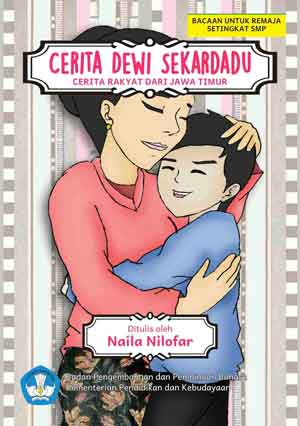 BACAAN UNTUK REMAJA
SETINGKAT SMP
CERITA DEWI SEKARDADU
CERITA RAKYAT DARI JAWA TIMUR
Ditulis oleh
Naila Nilofar
Badan Pengembangan dan Pembinaan Bahasa
Kementerian Pendidikan dan Kebudayaan